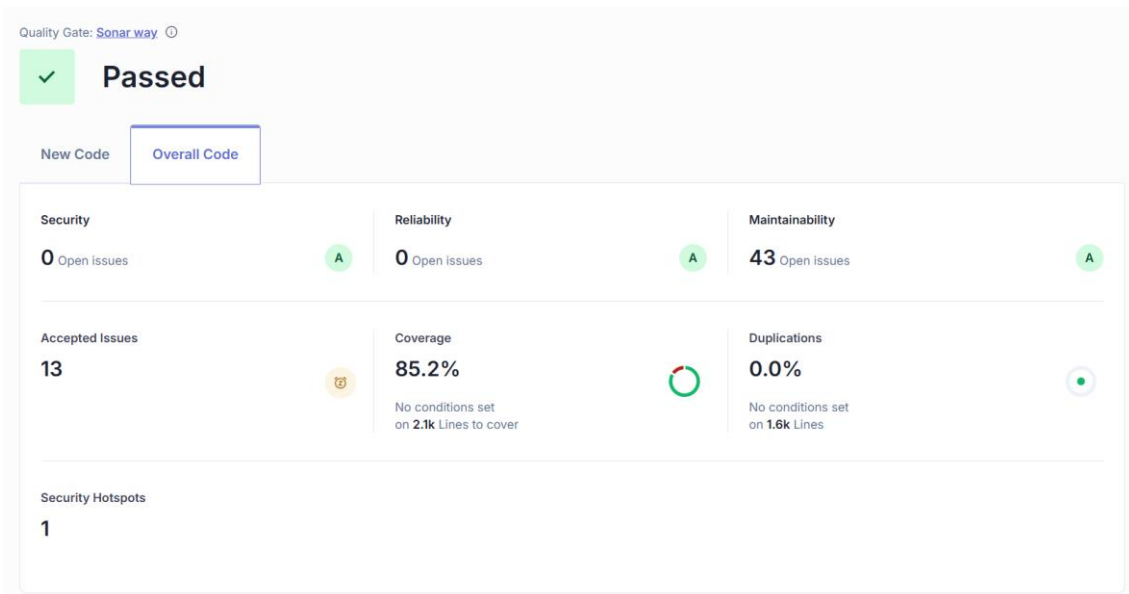 Quality Gate: Sonar way
Passed
New Code
Overall Code
Security
0 Open issues
A
Reliability
0 Open issues
A
Maintainability
43 Open issues
A
Accepted Issues
13
Coverage
85.2%
No conditions set
on 2.1k Lines to cover
Duplications
0.0%
No conditions set
on 1.6k Lines
Security Hotspots
1